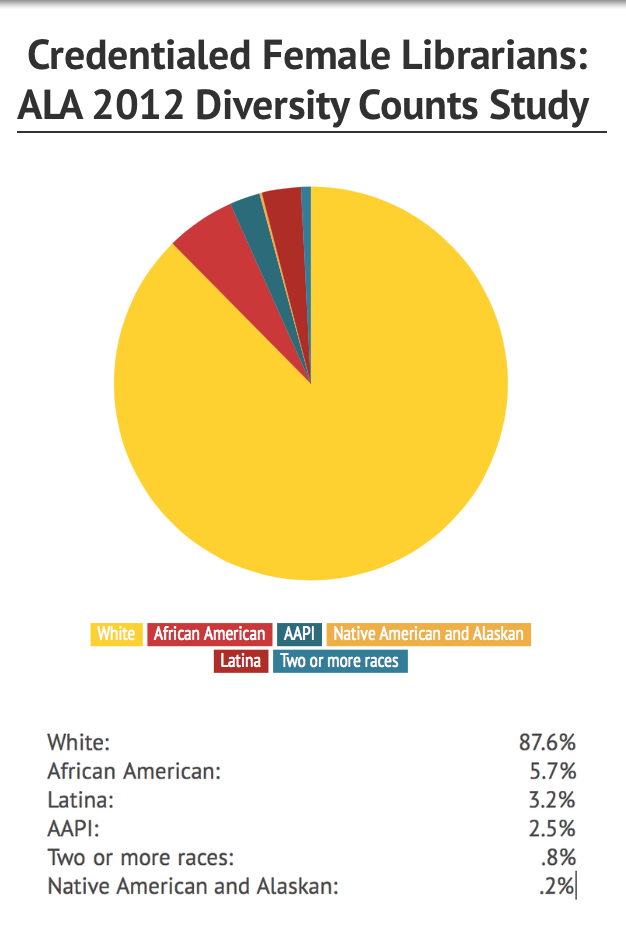 Credentialed Female Librarians:
ALA 2012 Diversity Counts Study
White African American AAPI Native American and Alaskan
Latina Two or more races
White: 87.6%
African American: 5.7%
Latina: 3.2%
AAPI: 2.5%
Two or more races: .8%
Native American and Alaskan: .2%